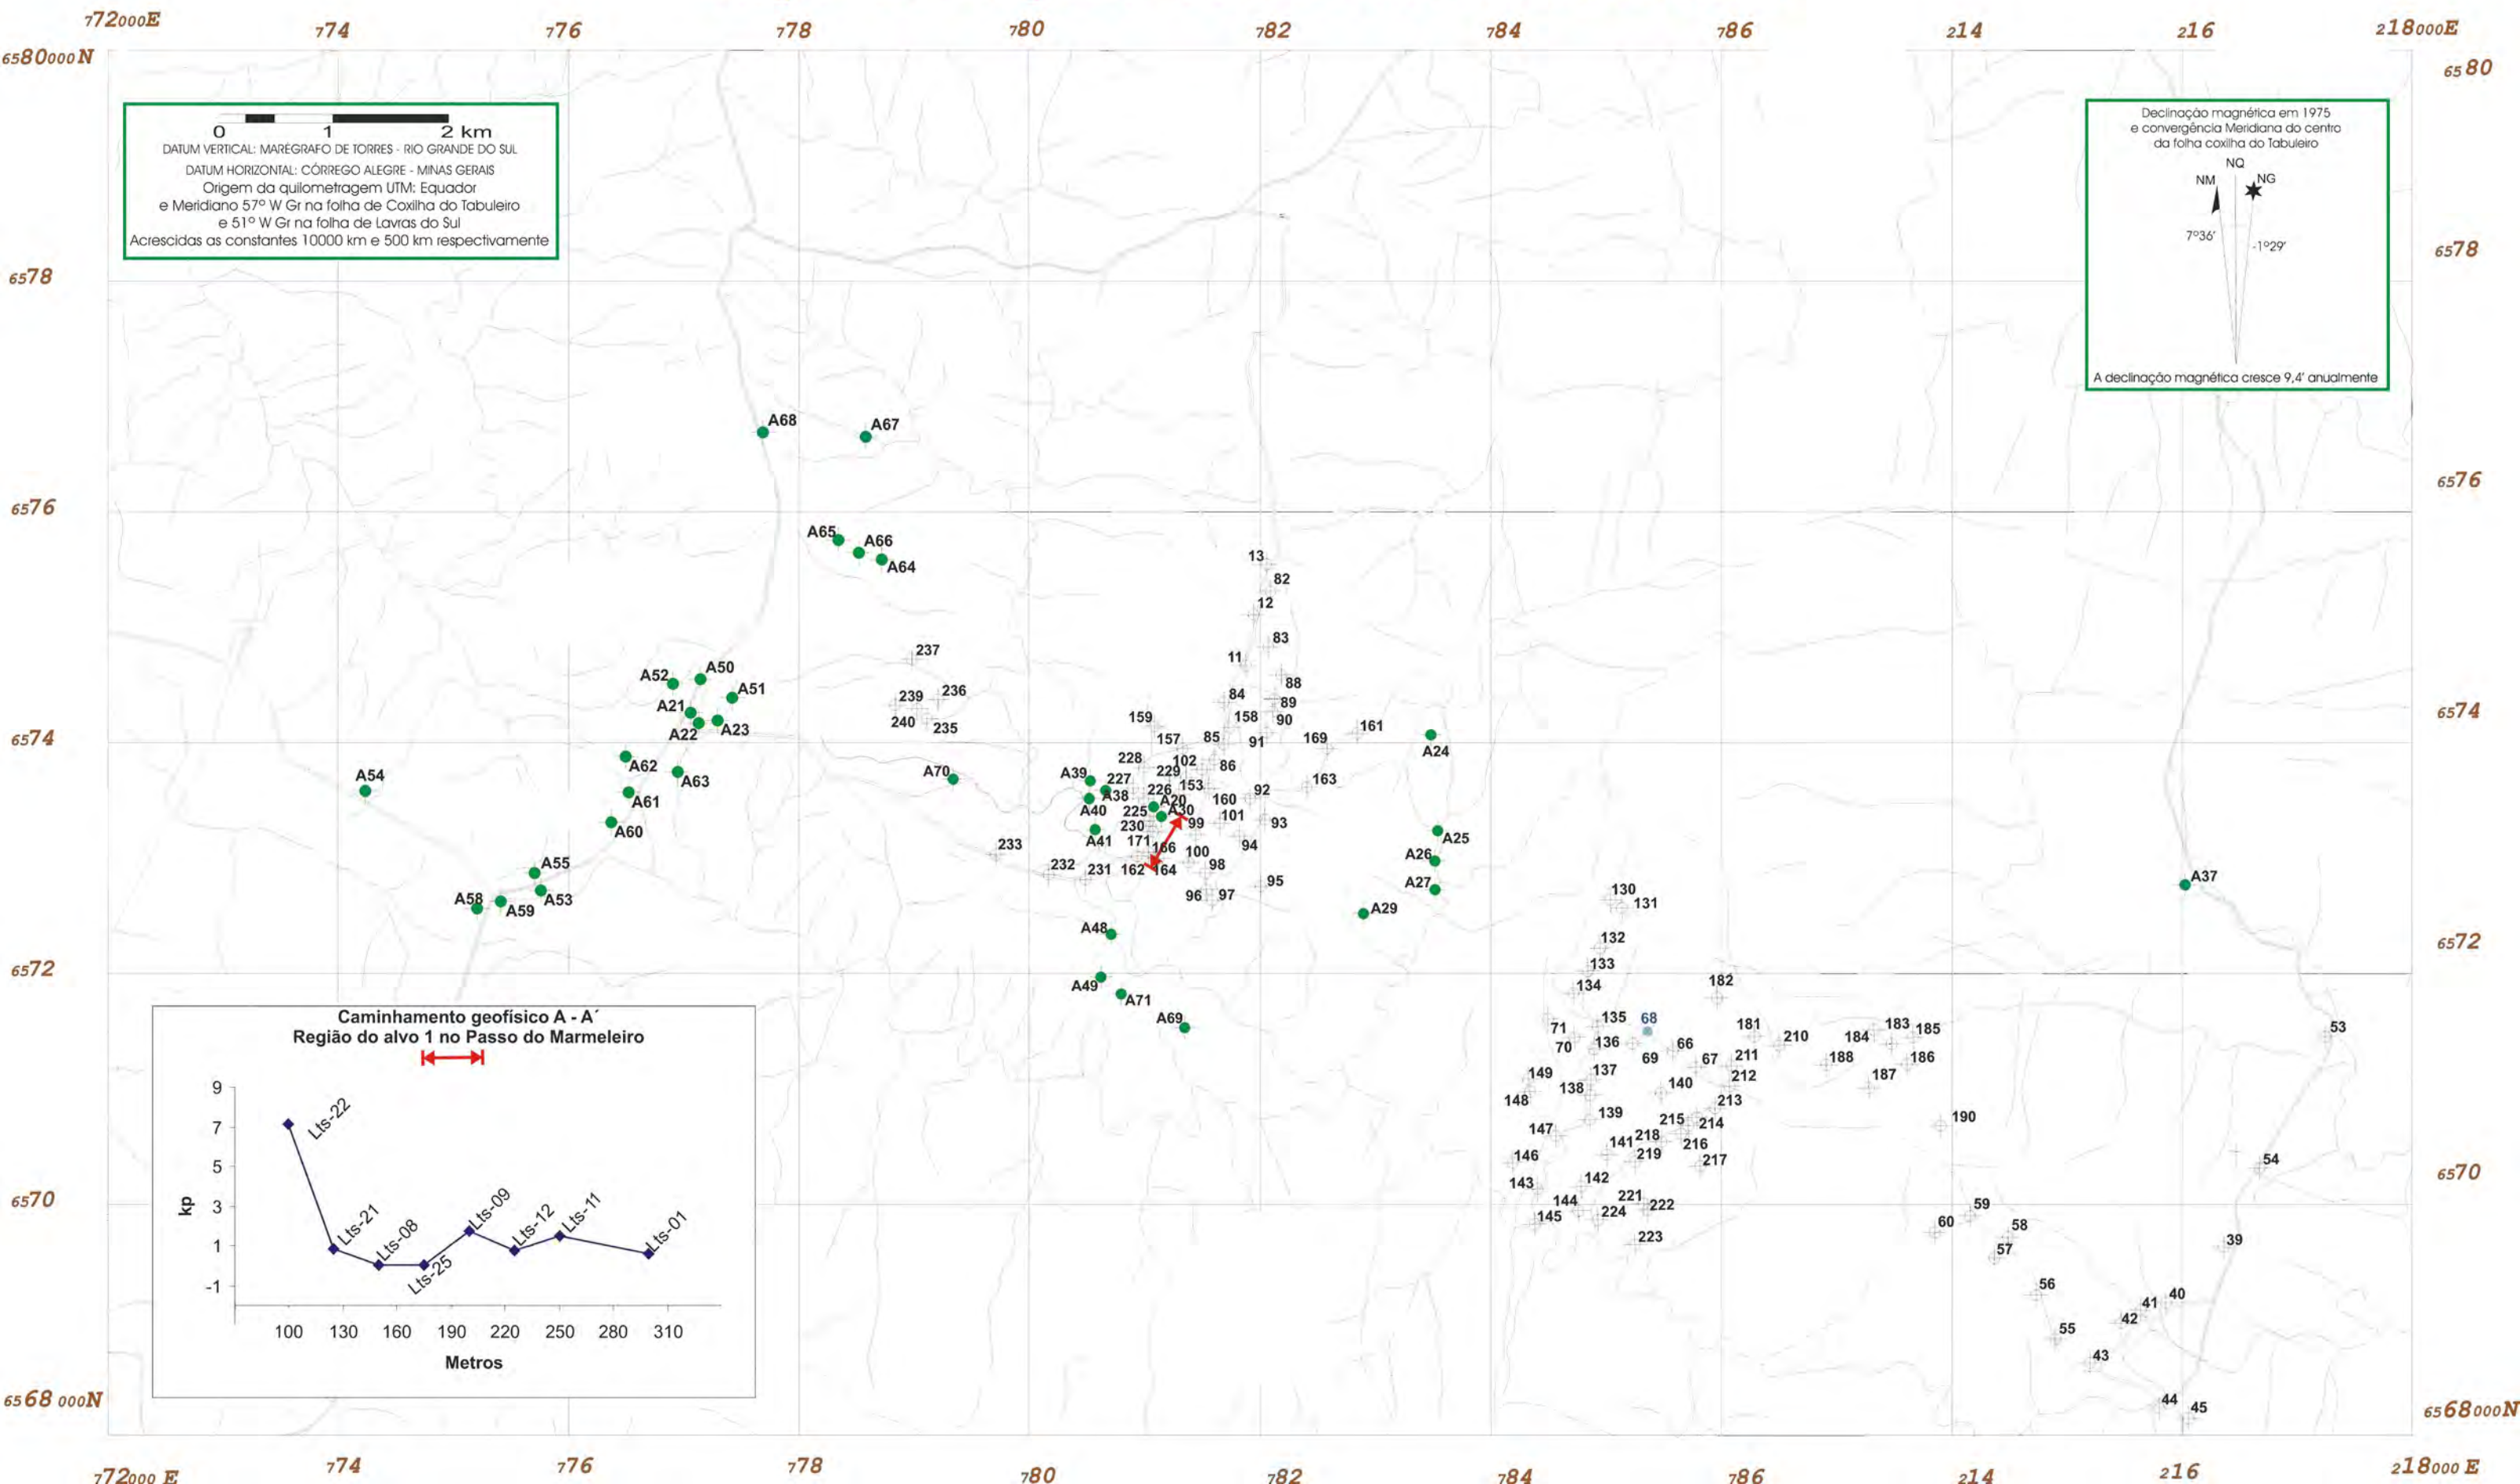 772000E 774 776 778 780 782 784 786 214 216 218000E
6580000N
6580
0 1 2 km
DATUM VERTICAL: MARÉGRAFO DE TORRES - RIO GRANDE DO SUL
DATUM HORIZONTAL: CÓRREGO ALEGRE - MINAS GERAIS
Origem da quilometragem UTM: Equador
e Meridiano 57º W Gr na folha de Coxilha do Tabuleiro
e 51º W Gr na folha de Lavras do Sul
Acrescidas as constantes 10000 km e 500 km respectivamente
Declinação magnética em 1975
e convergência Meridiana do centro
da folha coxilha do Tabuleiro
NQ
NM NG
7º36'
-1º29'
A declinação magnética cresce 9,4' anualmente
6578
6578
A68
A67
6576
6576
A65
A66
A64
13
82
12
83
11
237
A52
A50
A51
88
239
236
84
89
A21
A22
A23
240
235
159
158
90
6574
6574
157
85
91
169
161
A24
A62
A63
228
102
86
A54
A70
A39
227
229
153
163
A61
A38
226
160
92
A40
A20
A30
225
101
A60
230
99
93
A41
171
166
100
94
A25
233
A26
A55
232
231
162
164
98
95
A27
A37
A58
A59
A53
96
97
A29
130
131
A48
132
6572
6572
133
A49
A71
134
182
A69
71
135
68
181
210
183
184
185
53
70
136
69
66
67
211
188
186
149
137
212
187
148
138
140
213
139
215
214
190
147
141
218
216
146
219
217
54
6570
6570
143
142
144
221
222
59
145
224
60
58
223
57
39
56
41
40
42
55
43
44
45
Caminhamento geofísico A - A´
Região do alvo 1 no Passo do Marmeleiro
9
7
5
3
1
-1
kp
Lts-22
Lts-21
Lts-08
Lts-25
Lts-09
Lts-12
Lts-11
Lts-01
100 130 160 190 220 250 280 310
Metros
6568 000N
6568000N
772000 E 774 776 778 780 782 784 786 214 216 218000 E